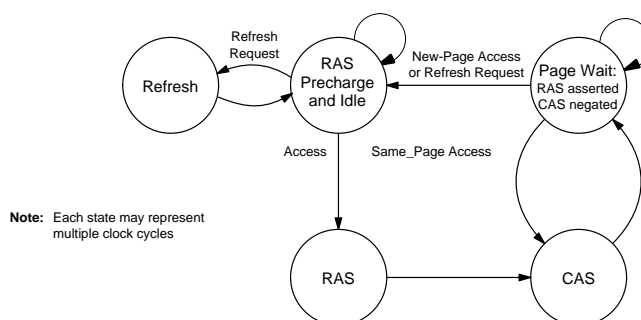 Refresh
Request
RAS
Precharge
and Idle
Refresh
New-Page Access
or Refresh Request
Page Wait:
RAS asserted
CAS negated
Access
Same_Page Access
Note: Each state may represent
multiple clock cycles
RAS
CAS